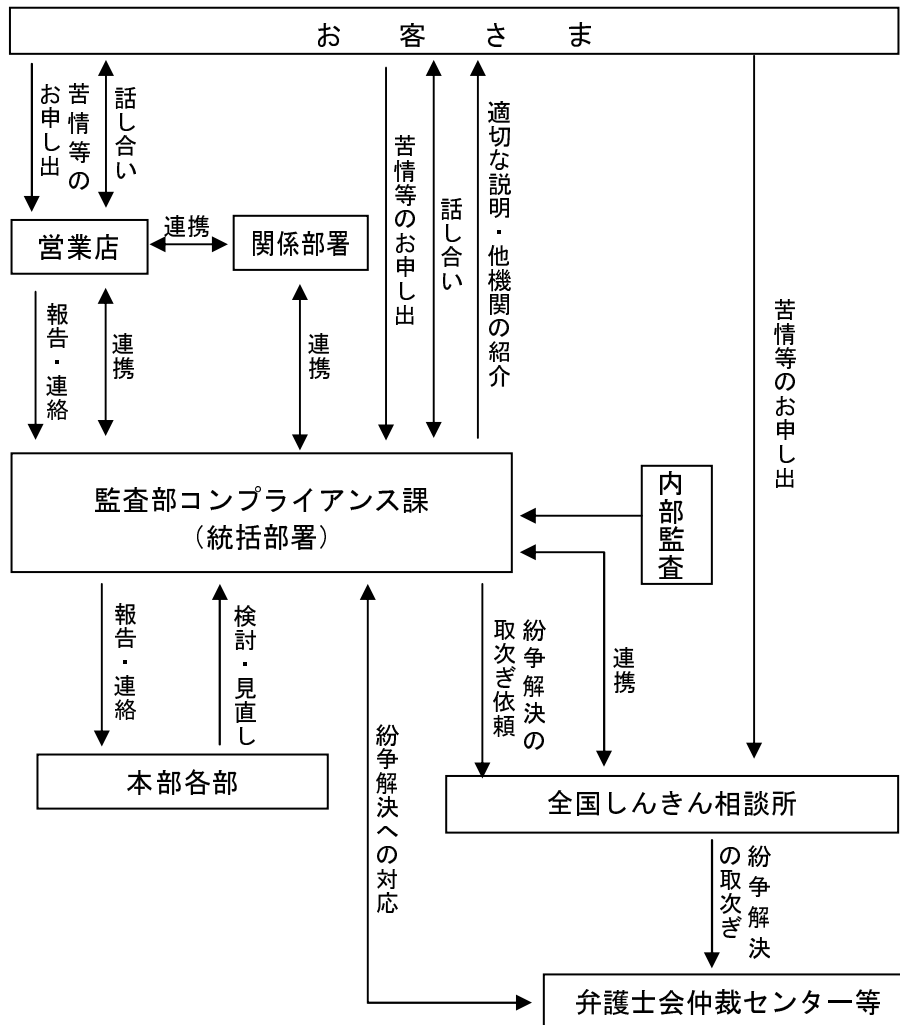 お客さま
苦情等の
お申し出
話し合い
苦情等のお申し出
話し合い
適切な説明・他機関の紹介
苦情等のお申し出
営業店
連携
関係部署
報告・連絡
連携
連携
監査部コンプライアンス課
（統括部署）
内部監査
報告・連絡
検討・見直し
紛争解決への対応
紛争解決の
取次ぎ依頼
連携
本部各部
全国しんきん相談所
紛争解決
の取次ぎ
弁護士会仲裁センター等